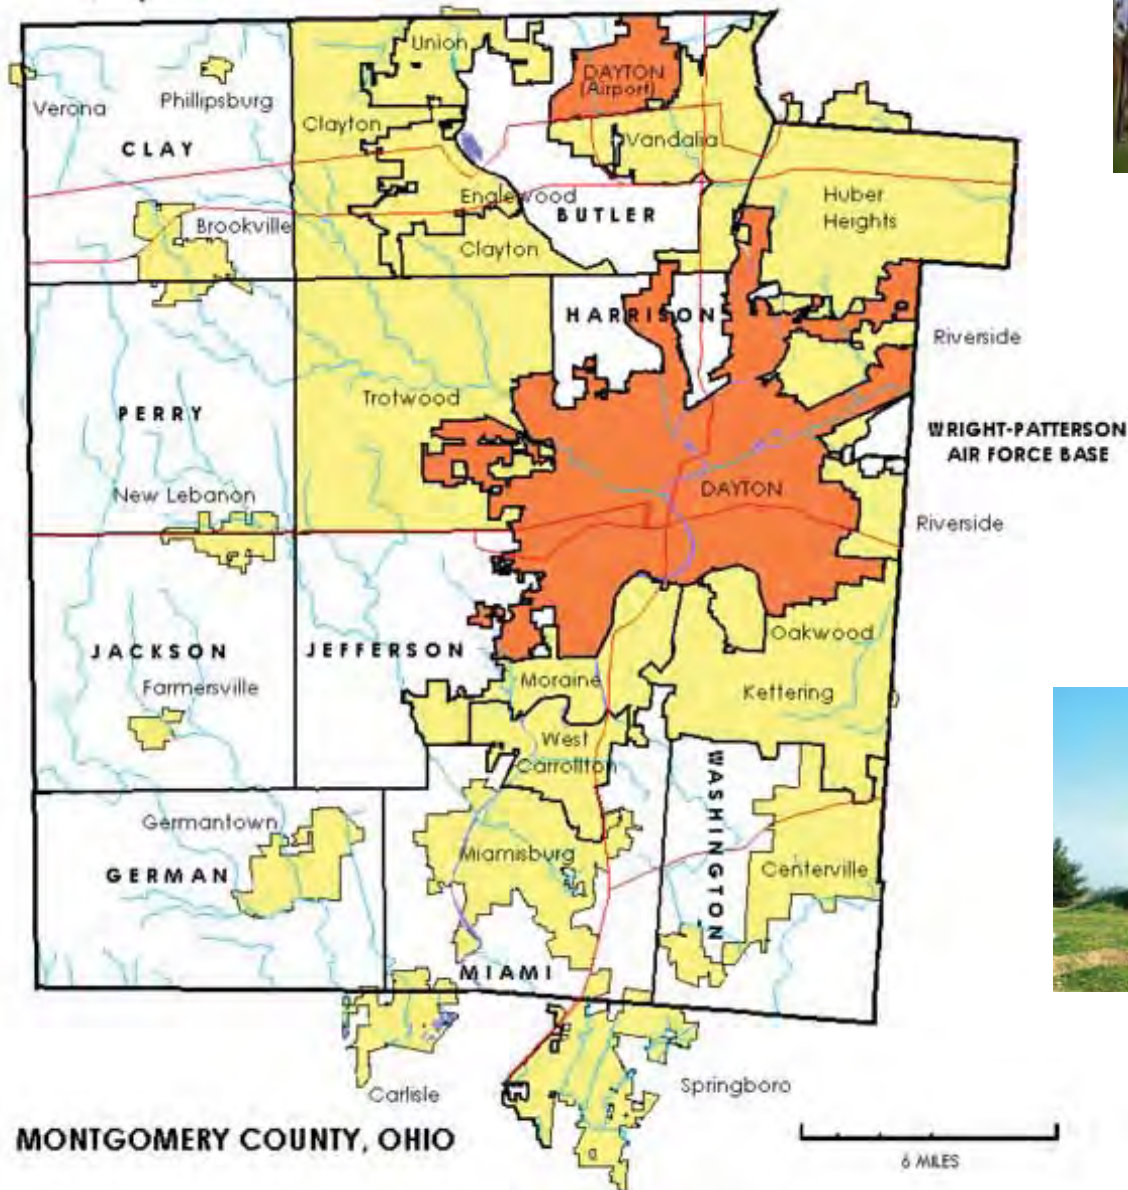 Union
DAYTON
(Airport)
Verona
Phillipsburg
Clayton
Vandalia
CLAY
Englewood
Huber
Heights
BUTLER
Brookville
Clayton
HARRISON
Riverside
Trotwood
PERRY
WRIGHT-PATTERSON
AIR FORCE BASE
New Lebanon
DAYTON
Riverside
Oakwood
JACKSON
JEFFERSON
Farmersville
Moraine
Kettering
West
Carrollton
WASHINGTON
Germantown
Miamisburg
GERMAN
Centerville
MIAMI
Carlisle
Springboro
MONTGOMERY COUNTY, OHIO
6 MILES